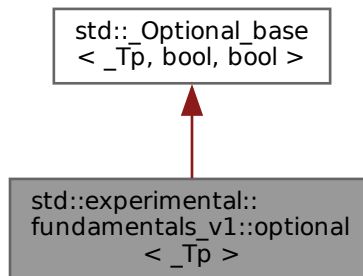 std::_Optional_base
< _Tp, bool, bool >
std::experimental::
fundamentals_v1::optional
< _Tp >